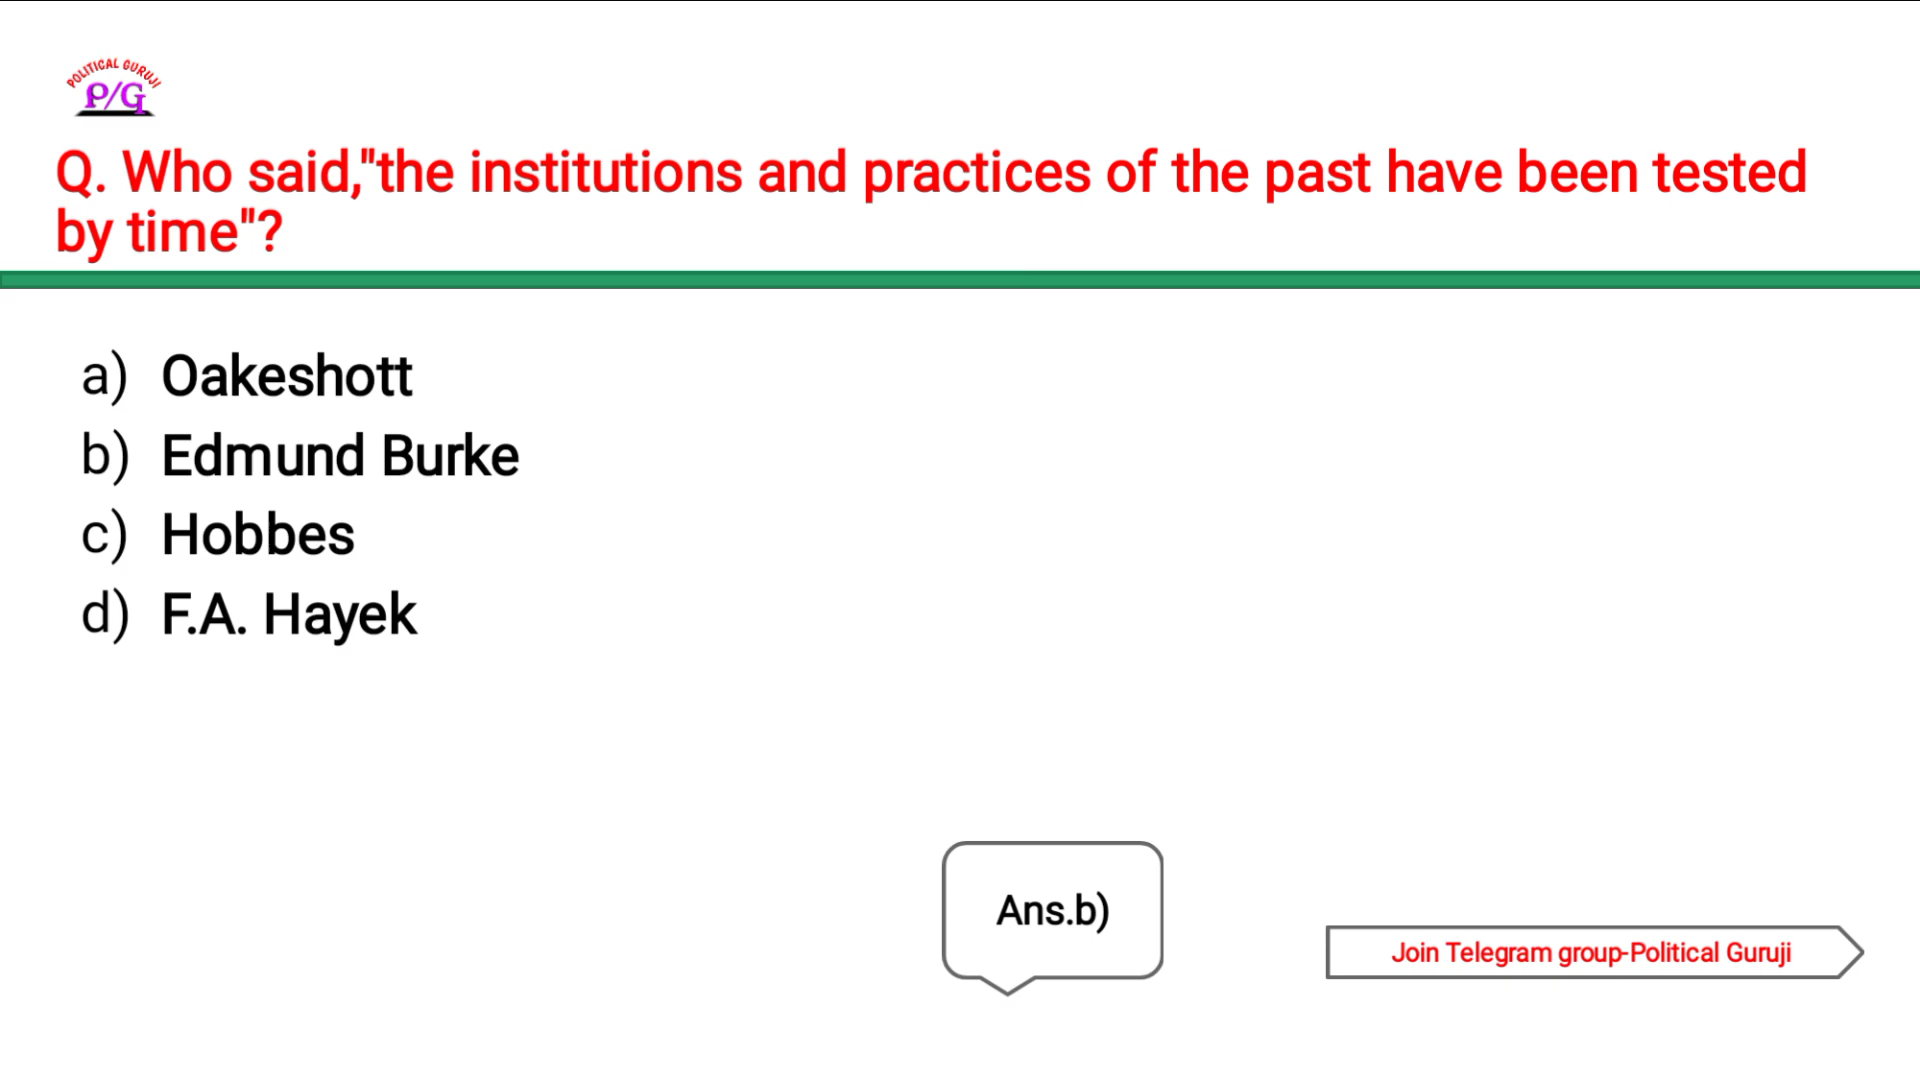 POLITICAL GURUJI
P/G
Q. Who said,"the institutions and practices of the past have been tested
by time"?
a) Oakeshott
b) Edmund Burke
c) Hobbes
d) F.A. Hayek
Ans.b)
Join Telegram group-Political Guruji